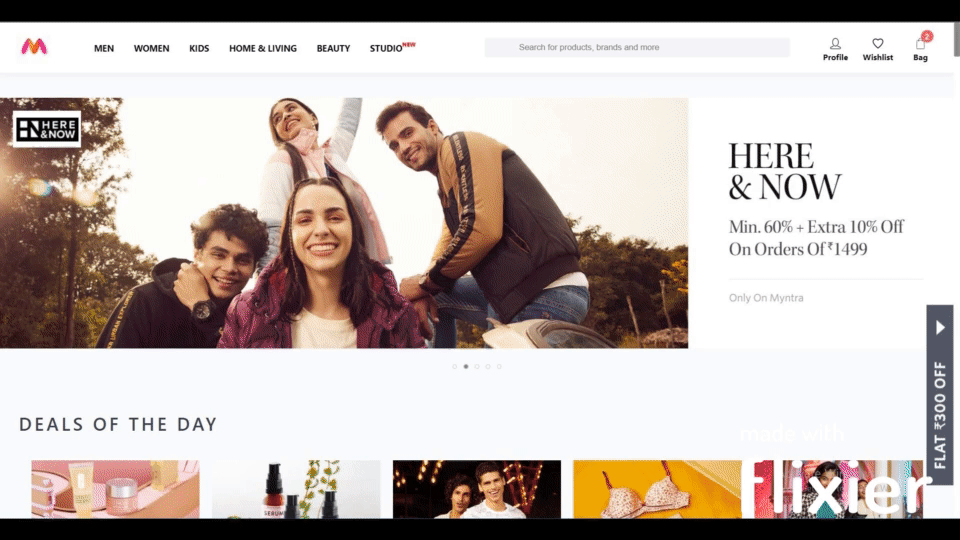 MEN WOMEN KIDS HOME & LIVING BEAUTY STUDIO NEW
Search for products, brands and more
Profile Wishlist Bag
2
HERE
&NOW
HERE
& NOW
Min. 60% + Extra 10% Off
On Orders Of ₹1499
Only On Myntra
FLAT ₹300 OFF
DEALS OF THE DAY
made with
flixier
SERUM